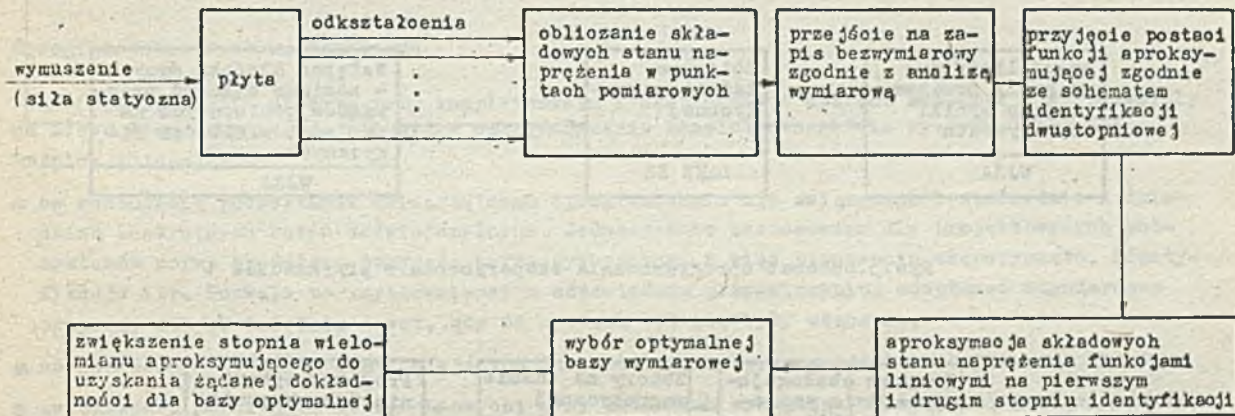 wymuszenie
(siła statyczna)
płyta
odkształcenia
obliczanie skła-
dowych stanu na-
prężenia w punk-
tach pomiarowych
przejście na za-
pis bezwymiarowy
zgodnie z analizą
wymiarową
przyjęcie postaci
funkcji aproksy-
mującej zgodnie
ze schematem
identyfikacji
dwustopniowej
aproksymacja składowych
stanu naprężenia funkcjami
liniowymi na pierwszym
i drugim stopniu identyfikacji
wybór optymalnej
bazy wymiarowej
zwiększenie stopnia wielo-
mianu aproksymującego do
uzyskania żądanej dokład-
ności dla bazy optymalnej